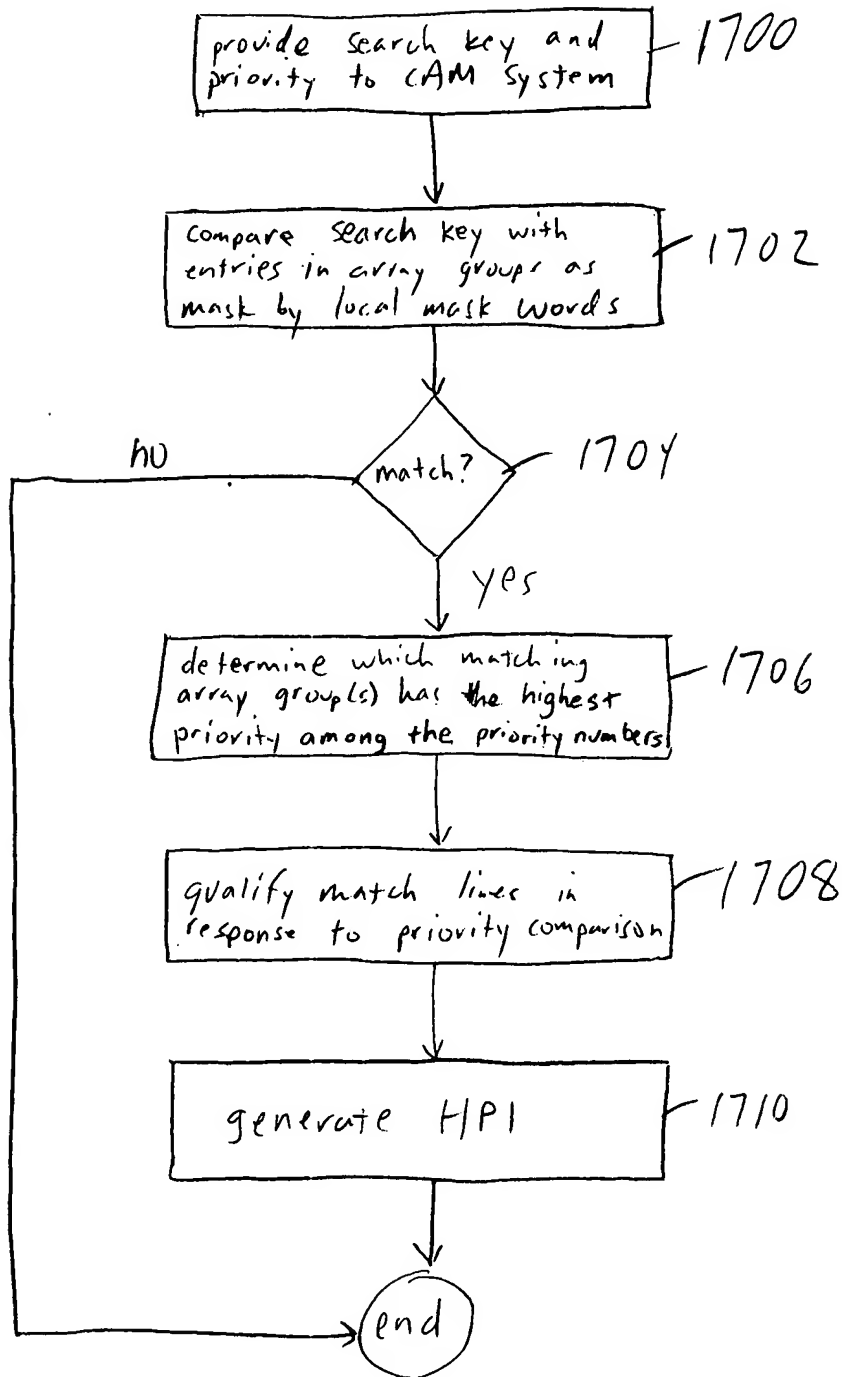 provide search key and
priority to CAM System
1700
compare search key with
entries in array groups as
mask by local mask words
1702
match?
1704
no
yes
determine which matching
array group(s) has the highest
priority among the priority numbers
1706
qualify match lines in
response to priority comparison
1708
generate HPI
1710
end